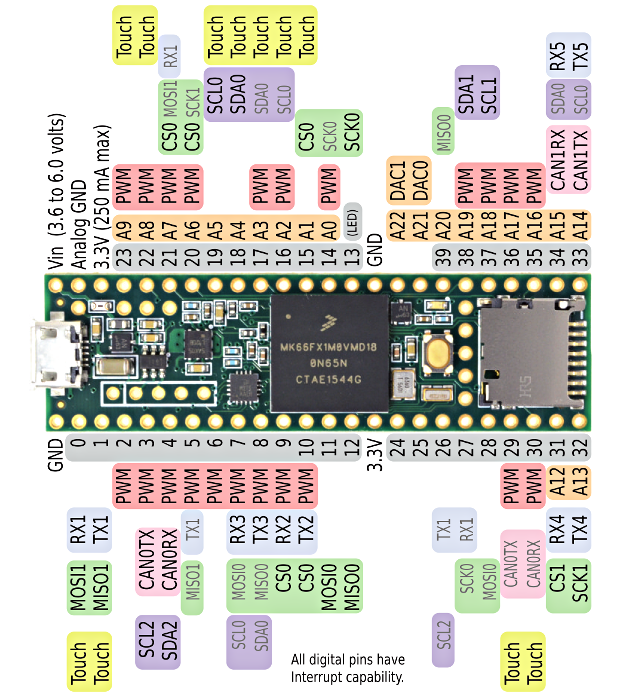 Vin (3.6 to 6.0 volts)
Analog GND
3.3V (250 mA max)
23 A9 PWM Touch
22 A8 PWM Touch
21 A7 PWM CS0 MOSI1 RX1
20 A6 PWM CS0 SCK1
19 A5 SCL0 Touch
18 A4 SDA0 Touch
17 A3 PWM SDA0 Touch
16 A2 PWM SCL0 Touch
15 A1 CS0 Touch
14 A0 PWM SCK0
13 (LED) SCK0
GND
A22 DAC1
A21 DAC0
39 A20 MISO0
38 A19 PWM SDA1
37 A18 PWM SCL1
36 A17 PWM
35 A16 PWM
34 A15 CAN1RX SDA0 RX5
33 A14 CAN1TX SCL0 TX5
MK66FX1M0VMD18
0N65N
CTAE1544G
GND
Touch MOSI1 RX1 0
Touch MISO1 TX1 1
PWM 2
SCL2 CAN0TX PWM 3
SDA2 CAN0RX PWM 4
MISO1 TX1 PWM 5
PWM 6
SCL0 MOSI0 RX3 PWM 7
SDA0 MISO0 TX3 PWM 8
CS0 RX2 PWM 9
CS0 TX2 PWM 10
MOSI0 11
MISO0 12
3.3V
24
25
SCL2 TX1 26
SCK0 RX1 27
MOSI0 28
Touch CAN0TX PWM 29
Touch CAN0RX PWM 30
CS1 RX4 A12 31
SCK1 TX4 A13 32
All digital pins have
Interrupt capability.